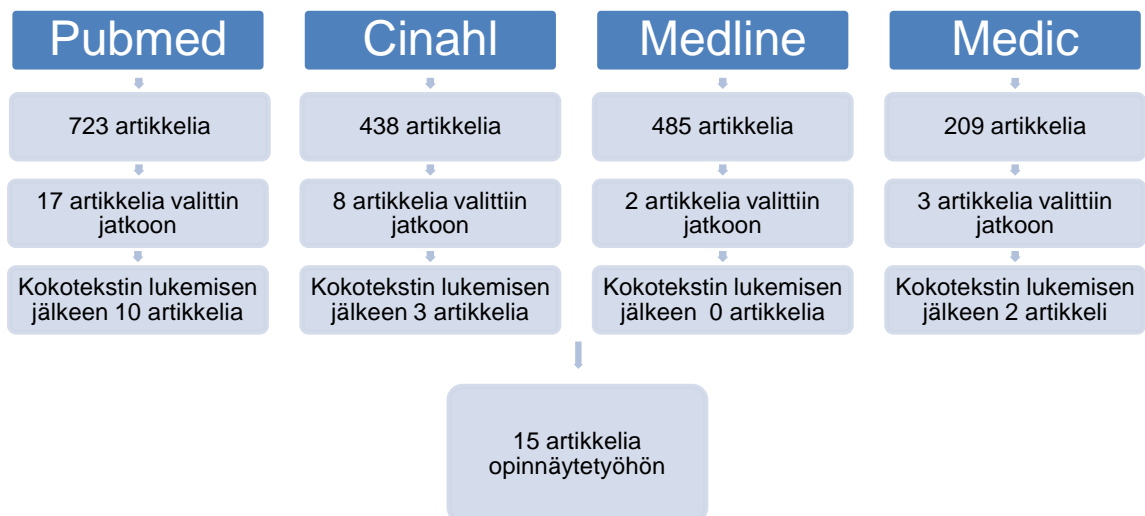 Pubmed
723 artikkelia
17 artikkelia valittin
jatkoon
Kokotekstin lukemisen
jälkeen 10 artikkelia
Cinahl
438 artikkelia
8 artikkelia valittiin
jatkoon
Kokotekstin lukemisen
jälkeen 3 artikkelia
Medline
485 artikkelia
2 artikkelia valittiin
jatkoon
Kokotekstin lukemisen
jälkeen 0 artikkelia
Medic
209 artikkelia
3 artikkelia valittiin
jatkoon
Kokotekstin lukemisen
jälkeen 2 artikkeli
15 artikkelia
opinnäytetyöhön